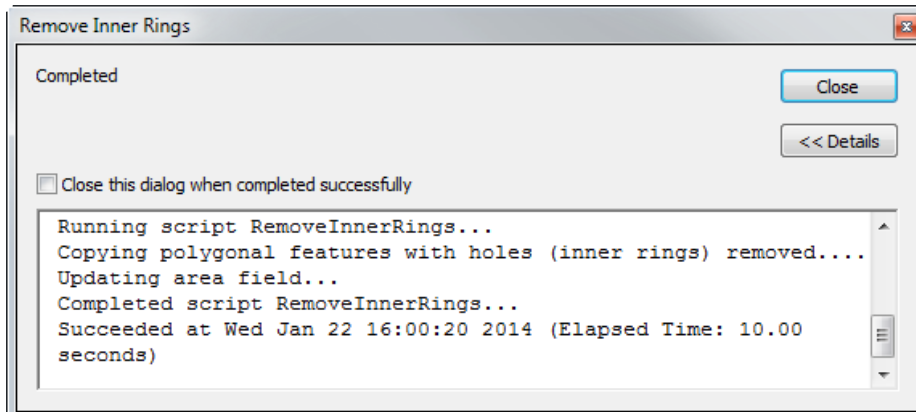 Remove Inner Rings
Completed
Close
<< Details
Close this dialog when completed successfully
Running script RemoveInnerRings...
Copying polygonal features with holes (inner rings) removed....
Updating area field...
Completed script RemoveInnerRings...
Succeeded at Wed Jan 22 16:00:20 2014 (Elapsed Time: 10.00
seconds)